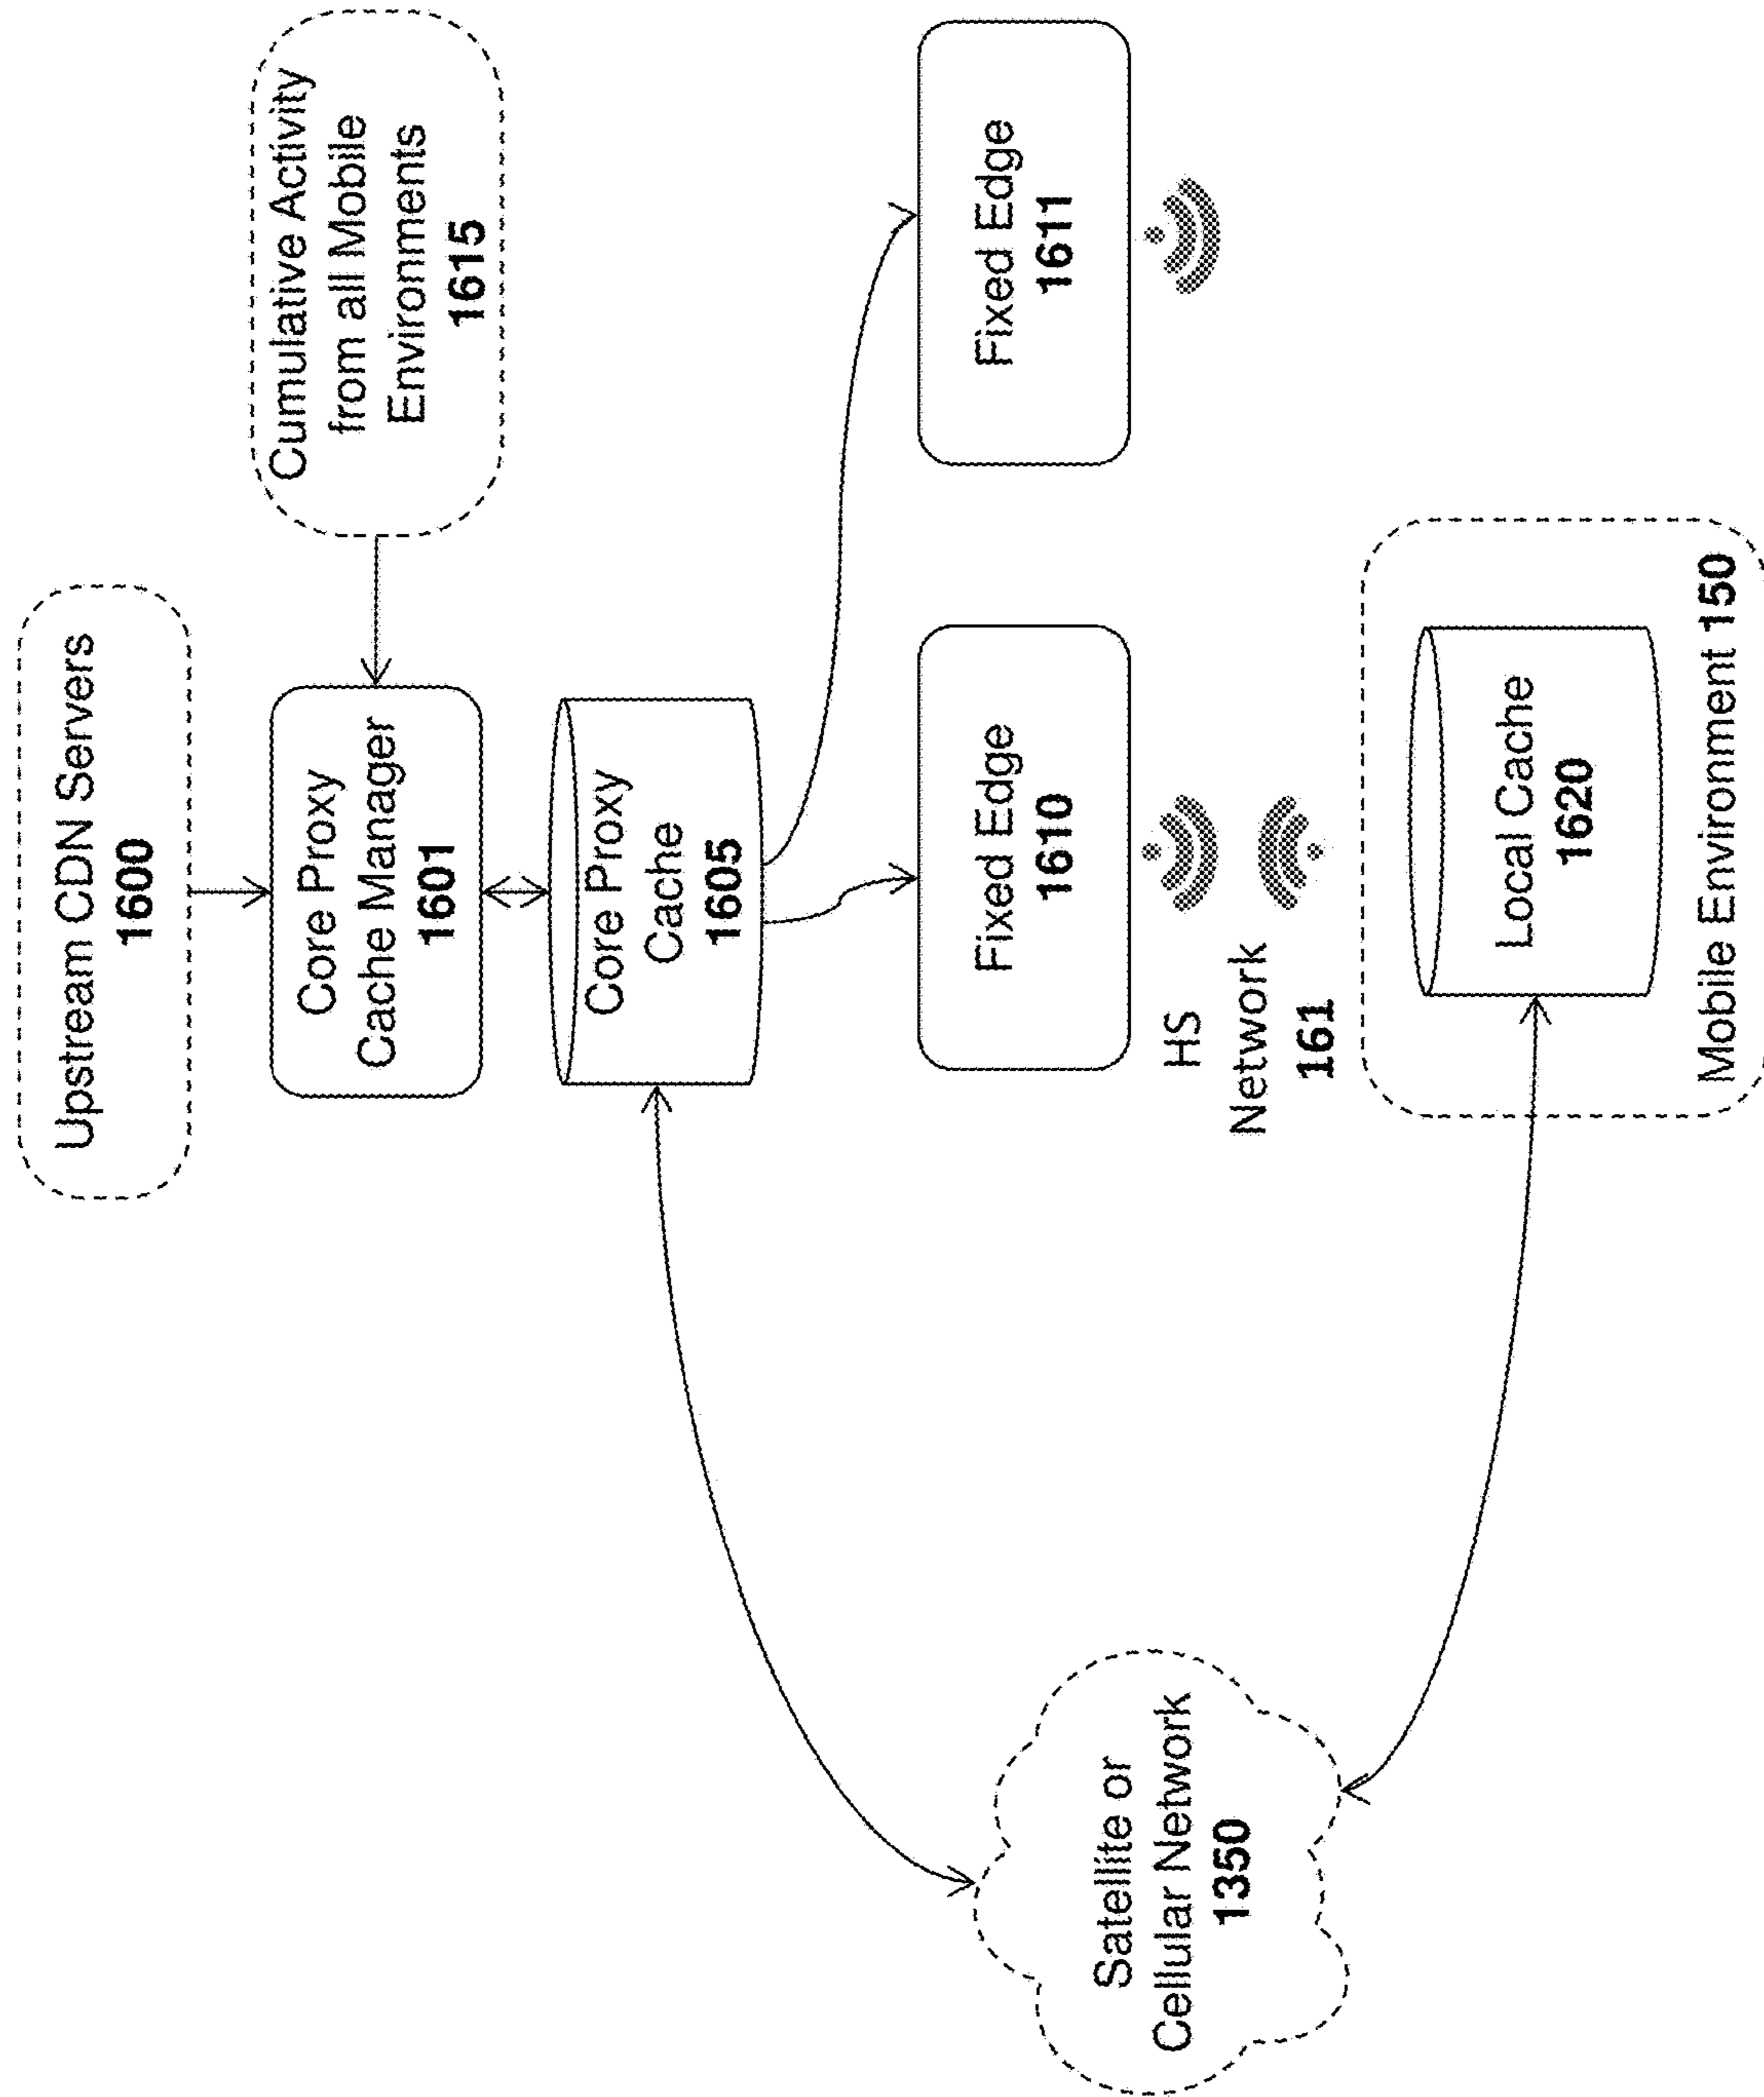 Upstream CDN Servers
1600
Cumulative Activity
from all Mobile
Environments
1615
Core Proxy
Cache Manager
1601
Core Proxy
Cache
1605
Fixed Edge
1610
Fixed Edge
1611
HS
Network
161
Satellite or
Cellular Network
1350
Local Cache
1620
Mobile Environment 150